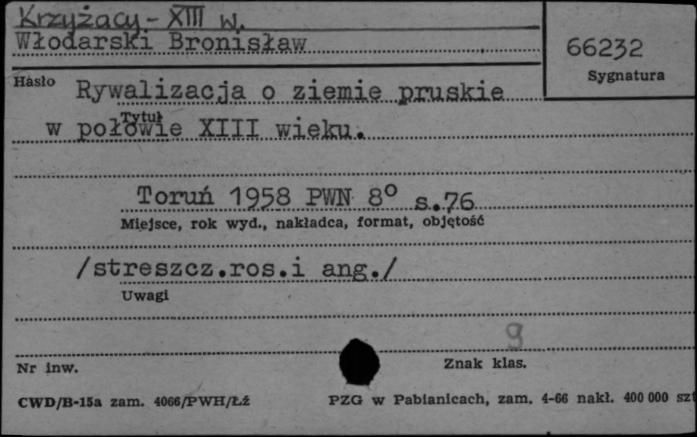 Krzyżacy - XIII w.
Włodarski Bronisław
66232
Sygnatura
Hasło
Rywalizacja o ziemie pruskie
Tytuł
w połowie XIII wieku.
Toruń 1958 PWN 8° s.76
Miejsce, rok wyd., nakładca, format, objętość
/streszcz.ros.i ang./
Uwagi
9
Nr inw.
Znak klas.
CWD/B-15a zam. 4066/PWH/Łź
PZG w Pabianicach, zam. 4-66 nakł. 400 000 szt